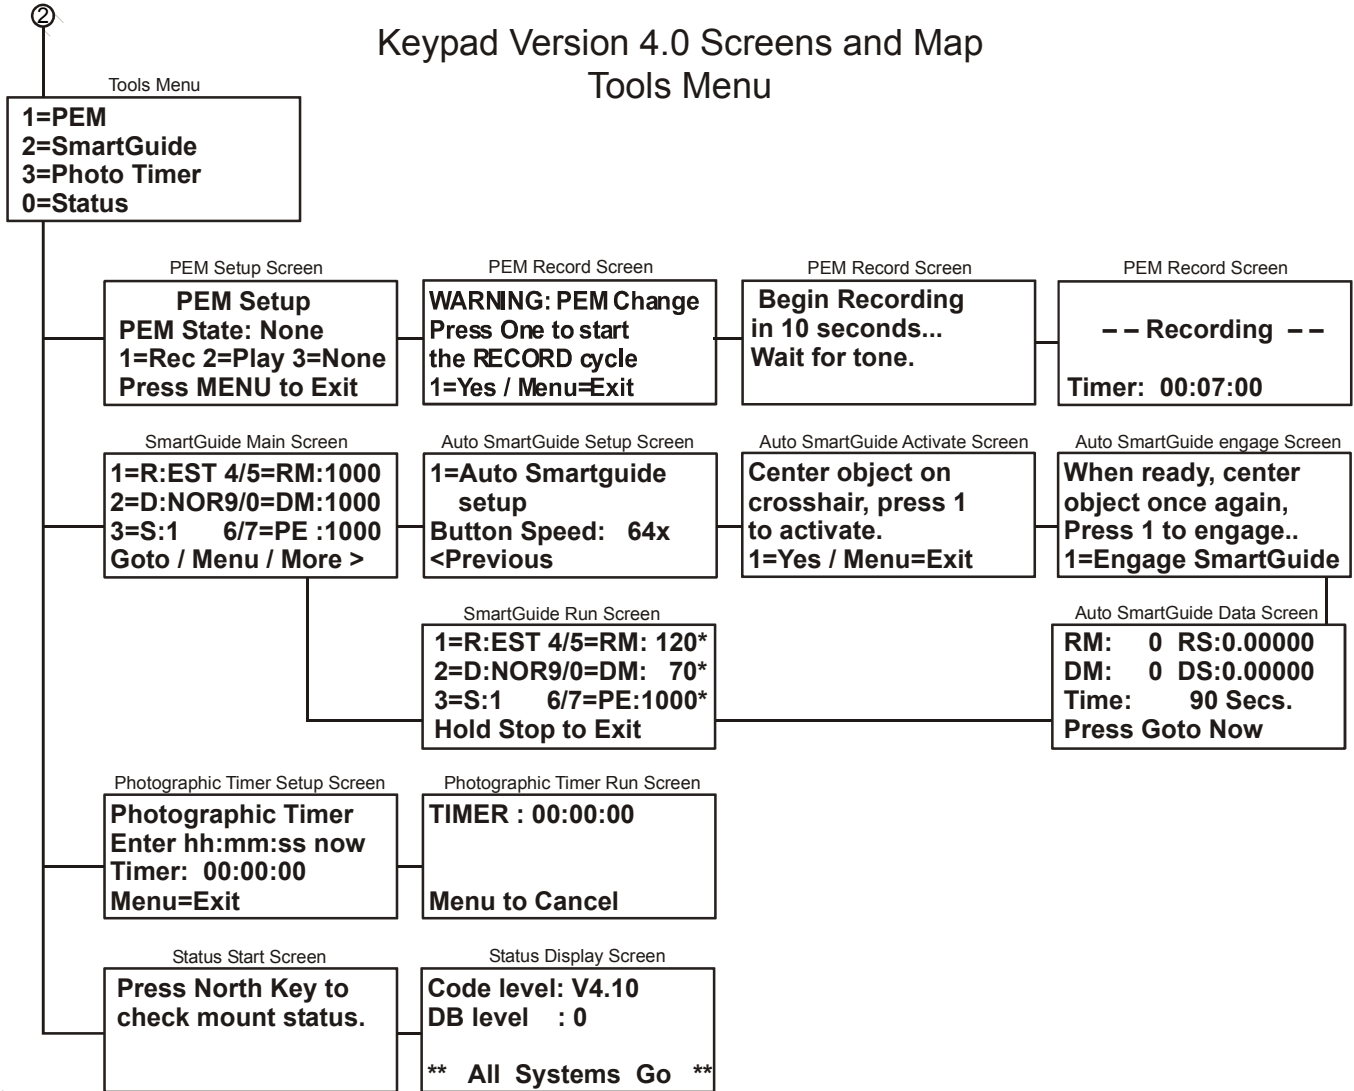 2
Keypad Version 4.0 Screens and Map
Tools Menu
Tools Menu
1=PEM
2=SmartGuide
3=Photo Timer
0=Status
PEM Setup Screen
PEM Setup
PEM State: None
1=Rec 2=Play 3=None
Press MENU to Exit
PEM Record Screen
WARNING: PEM Change
Press One to start
the RECORD cycle
1=Yes / Menu=Exit
PEM Record Screen
Begin Recording
in 10 seconds...
Wait for tone.
PEM Record Screen
– – Recording – –
Timer: 00:07:00
SmartGuide Main Screen
1=R:EST 4/5=RM:1000
2=D:NOR9/0=DM:1000
3=S:1 6/7=PE :1000
Goto / Menu / More >
Auto SmartGuide Setup Screen
1=Auto Smartguide
setup
Button Speed: 64x
<Previous
Auto SmartGuide Activate Screen
Center object on
crosshair, press 1
to activate.
1=Yes / Menu=Exit
Auto SmartGuide engage Screen
When ready, center
object once again,
Press 1 to engage..
1=Engage SmartGuide
SmartGuide Run Screen
1=R:EST 4/5=RM: 120*
2=D:NOR9/0=DM: 70*
3=S:1 6/7=PE:1000*
Hold Stop to Exit
Auto SmartGuide Data Screen
RM: 0 RS:0.00000
DM: 0 DS:0.00000
Time: 90 Secs.
Press Goto Now
Photographic Timer Setup Screen
Photographic Timer
Enter hh:mm:ss now
Timer: 00:00:00
Menu=Exit
Photographic Timer Run Screen
TIMER : 00:00:00
Menu to Cancel
Status Start Screen
Press North Key to
check mount status.
Status Display Screen
Code level: V4.10
DB level : 0
** All Systems Go **